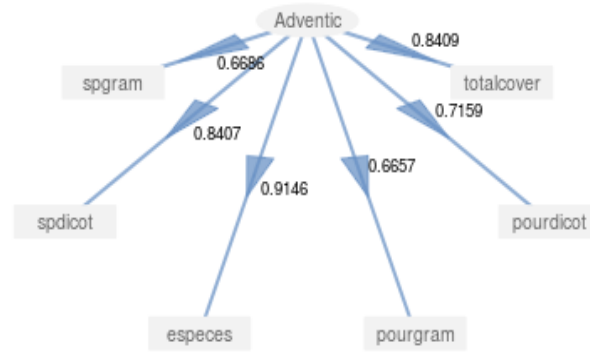 Adventic
0.8409
0.6686
spgram
totalcover
0.7159
0.8407
0.6657
0.9146
spdicot
pourdicot
especes
pourgram